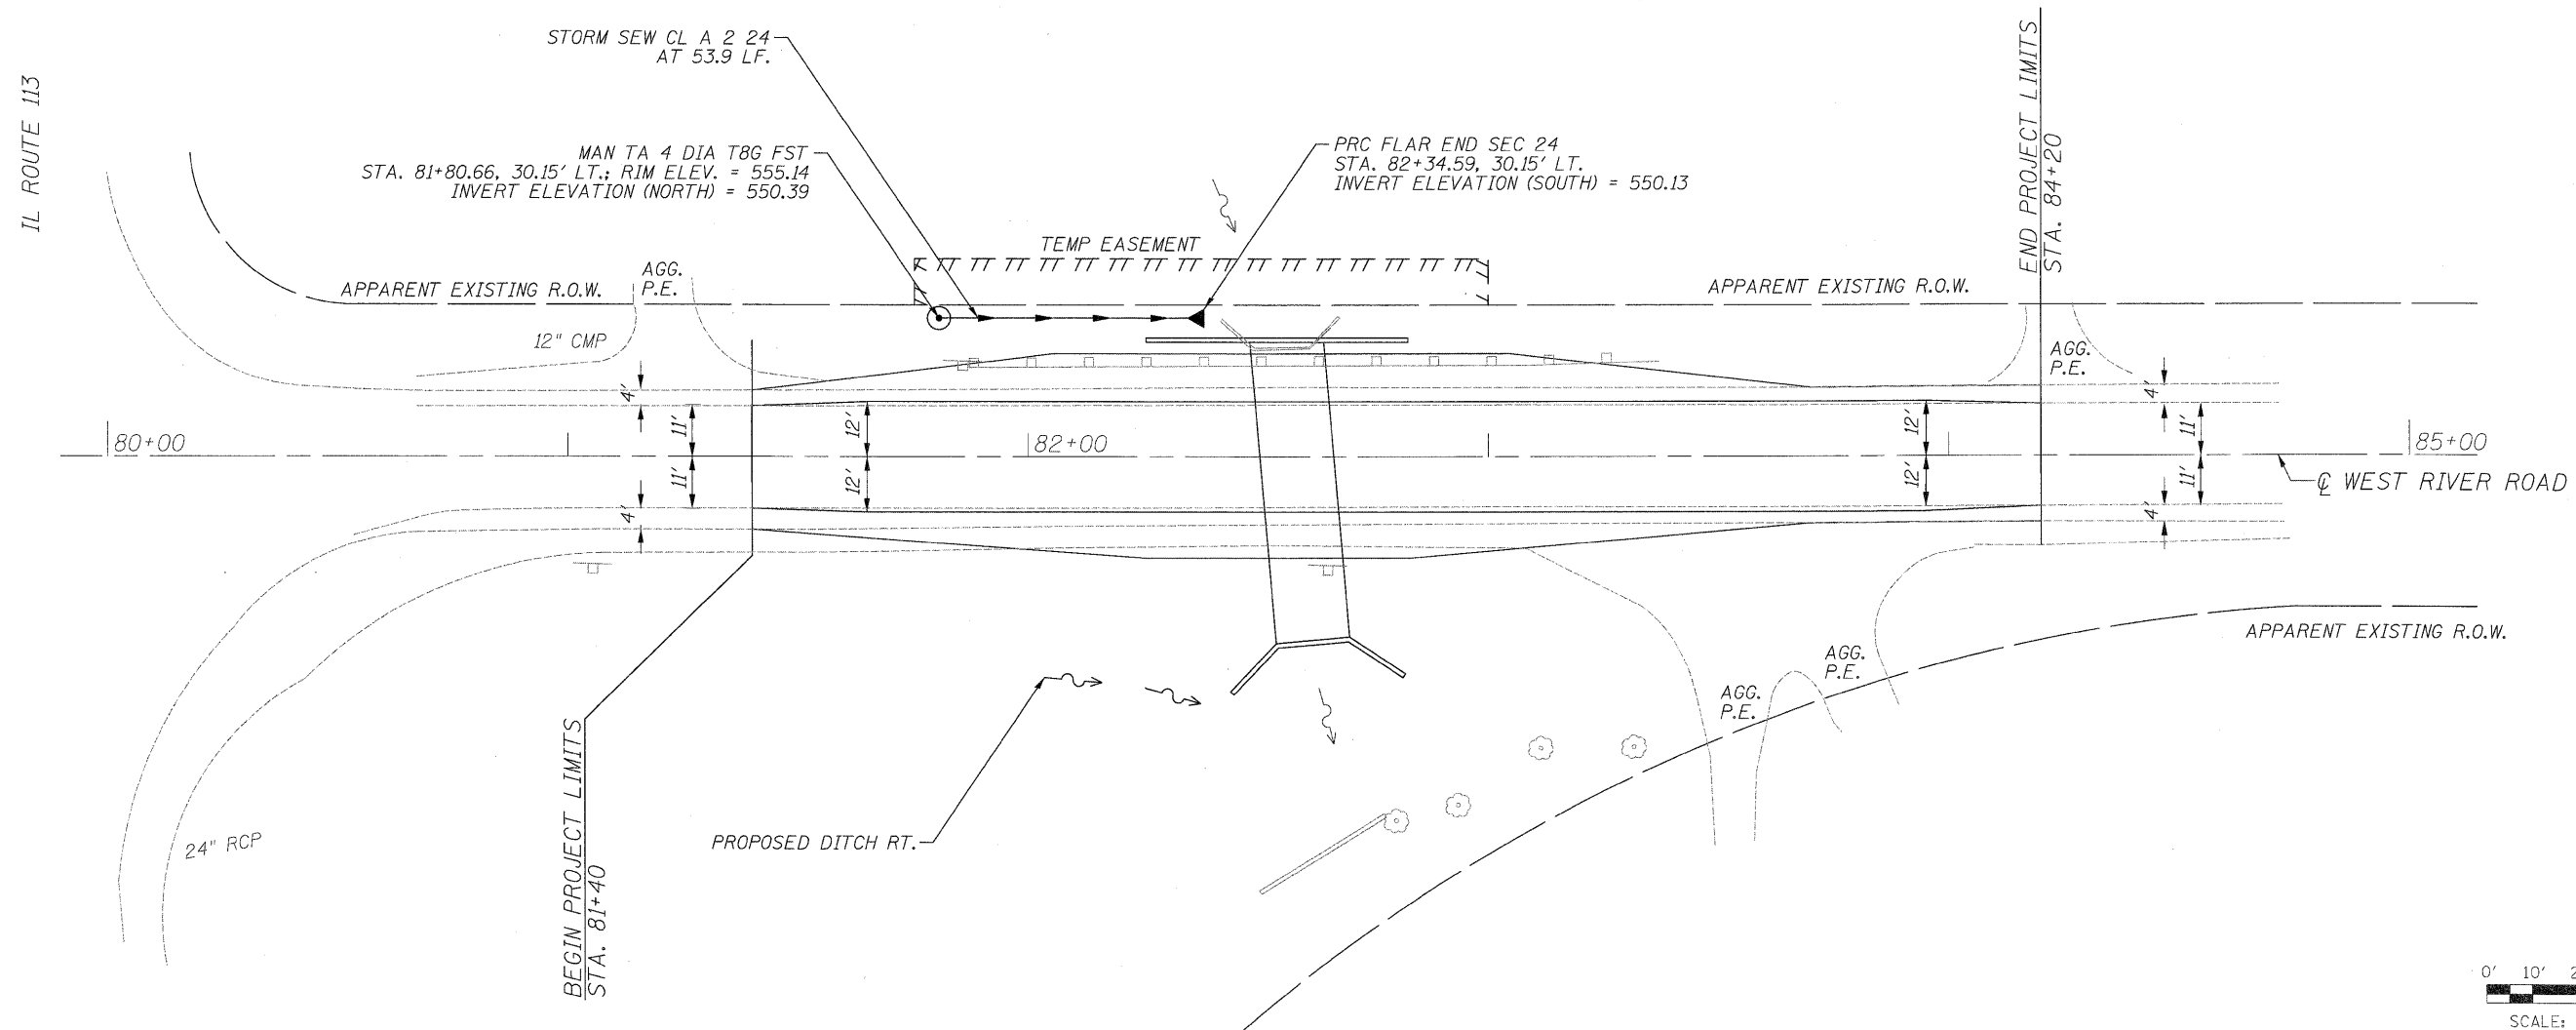 IL ROUTE 113
STORM SEW CL A 2 24
AT 53.9 LF.
MAN TA 4 DIA T8G FST
STA. 81+80.66, 30.15' LT.; RIM ELEV. = 555.14
INVERT ELEVATION (NORTH) = 550.39
PRC FLAR END SEC 24
STA. 82+34.59, 30.15' LT.
INVERT ELEVATION (SOUTH) = 550.13
END PROJECT LIMITS
STA. 84+20
TEMP EASEMENT
APPARENT EXISTING R.O.W.
AGG.
P.E.
APPARENT EXISTING R.O.W.
12" CMP
AGG.
P.E.
4'
11'
12'
12'
4'
11'
80+00
82+00
85+00
11'
12'
12'
11'
4'
4'
℄ WEST RIVER ROAD
APPARENT EXISTING R.O.W.
AGG.
P.E.
AGG.
P.E.
BEGIN PROJECT LIMITS
STA. 81+40
PROPOSED DITCH RT.
24" RCP
0' 10' 2
SCALE: